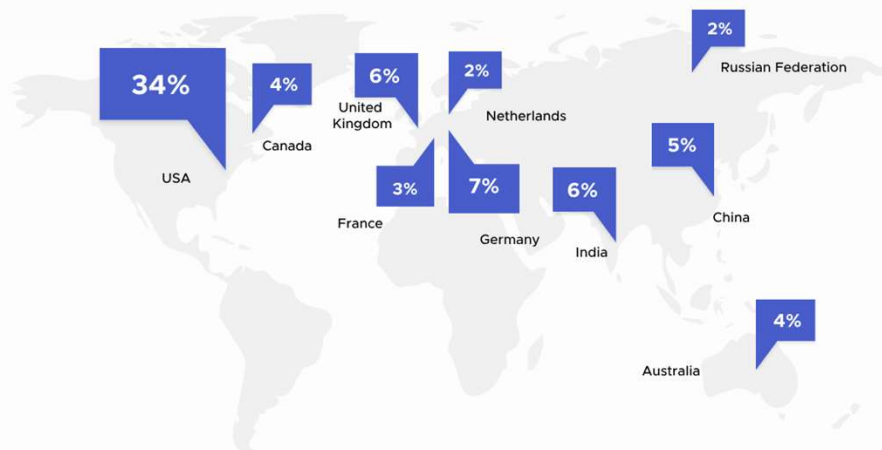 2%
Russian Federation
34%
4%
6%
2%
United
Kingdom
Netherlands
Canada
USA
5%
3%
7%
6%
China
France
Germany
India
4%
Australia